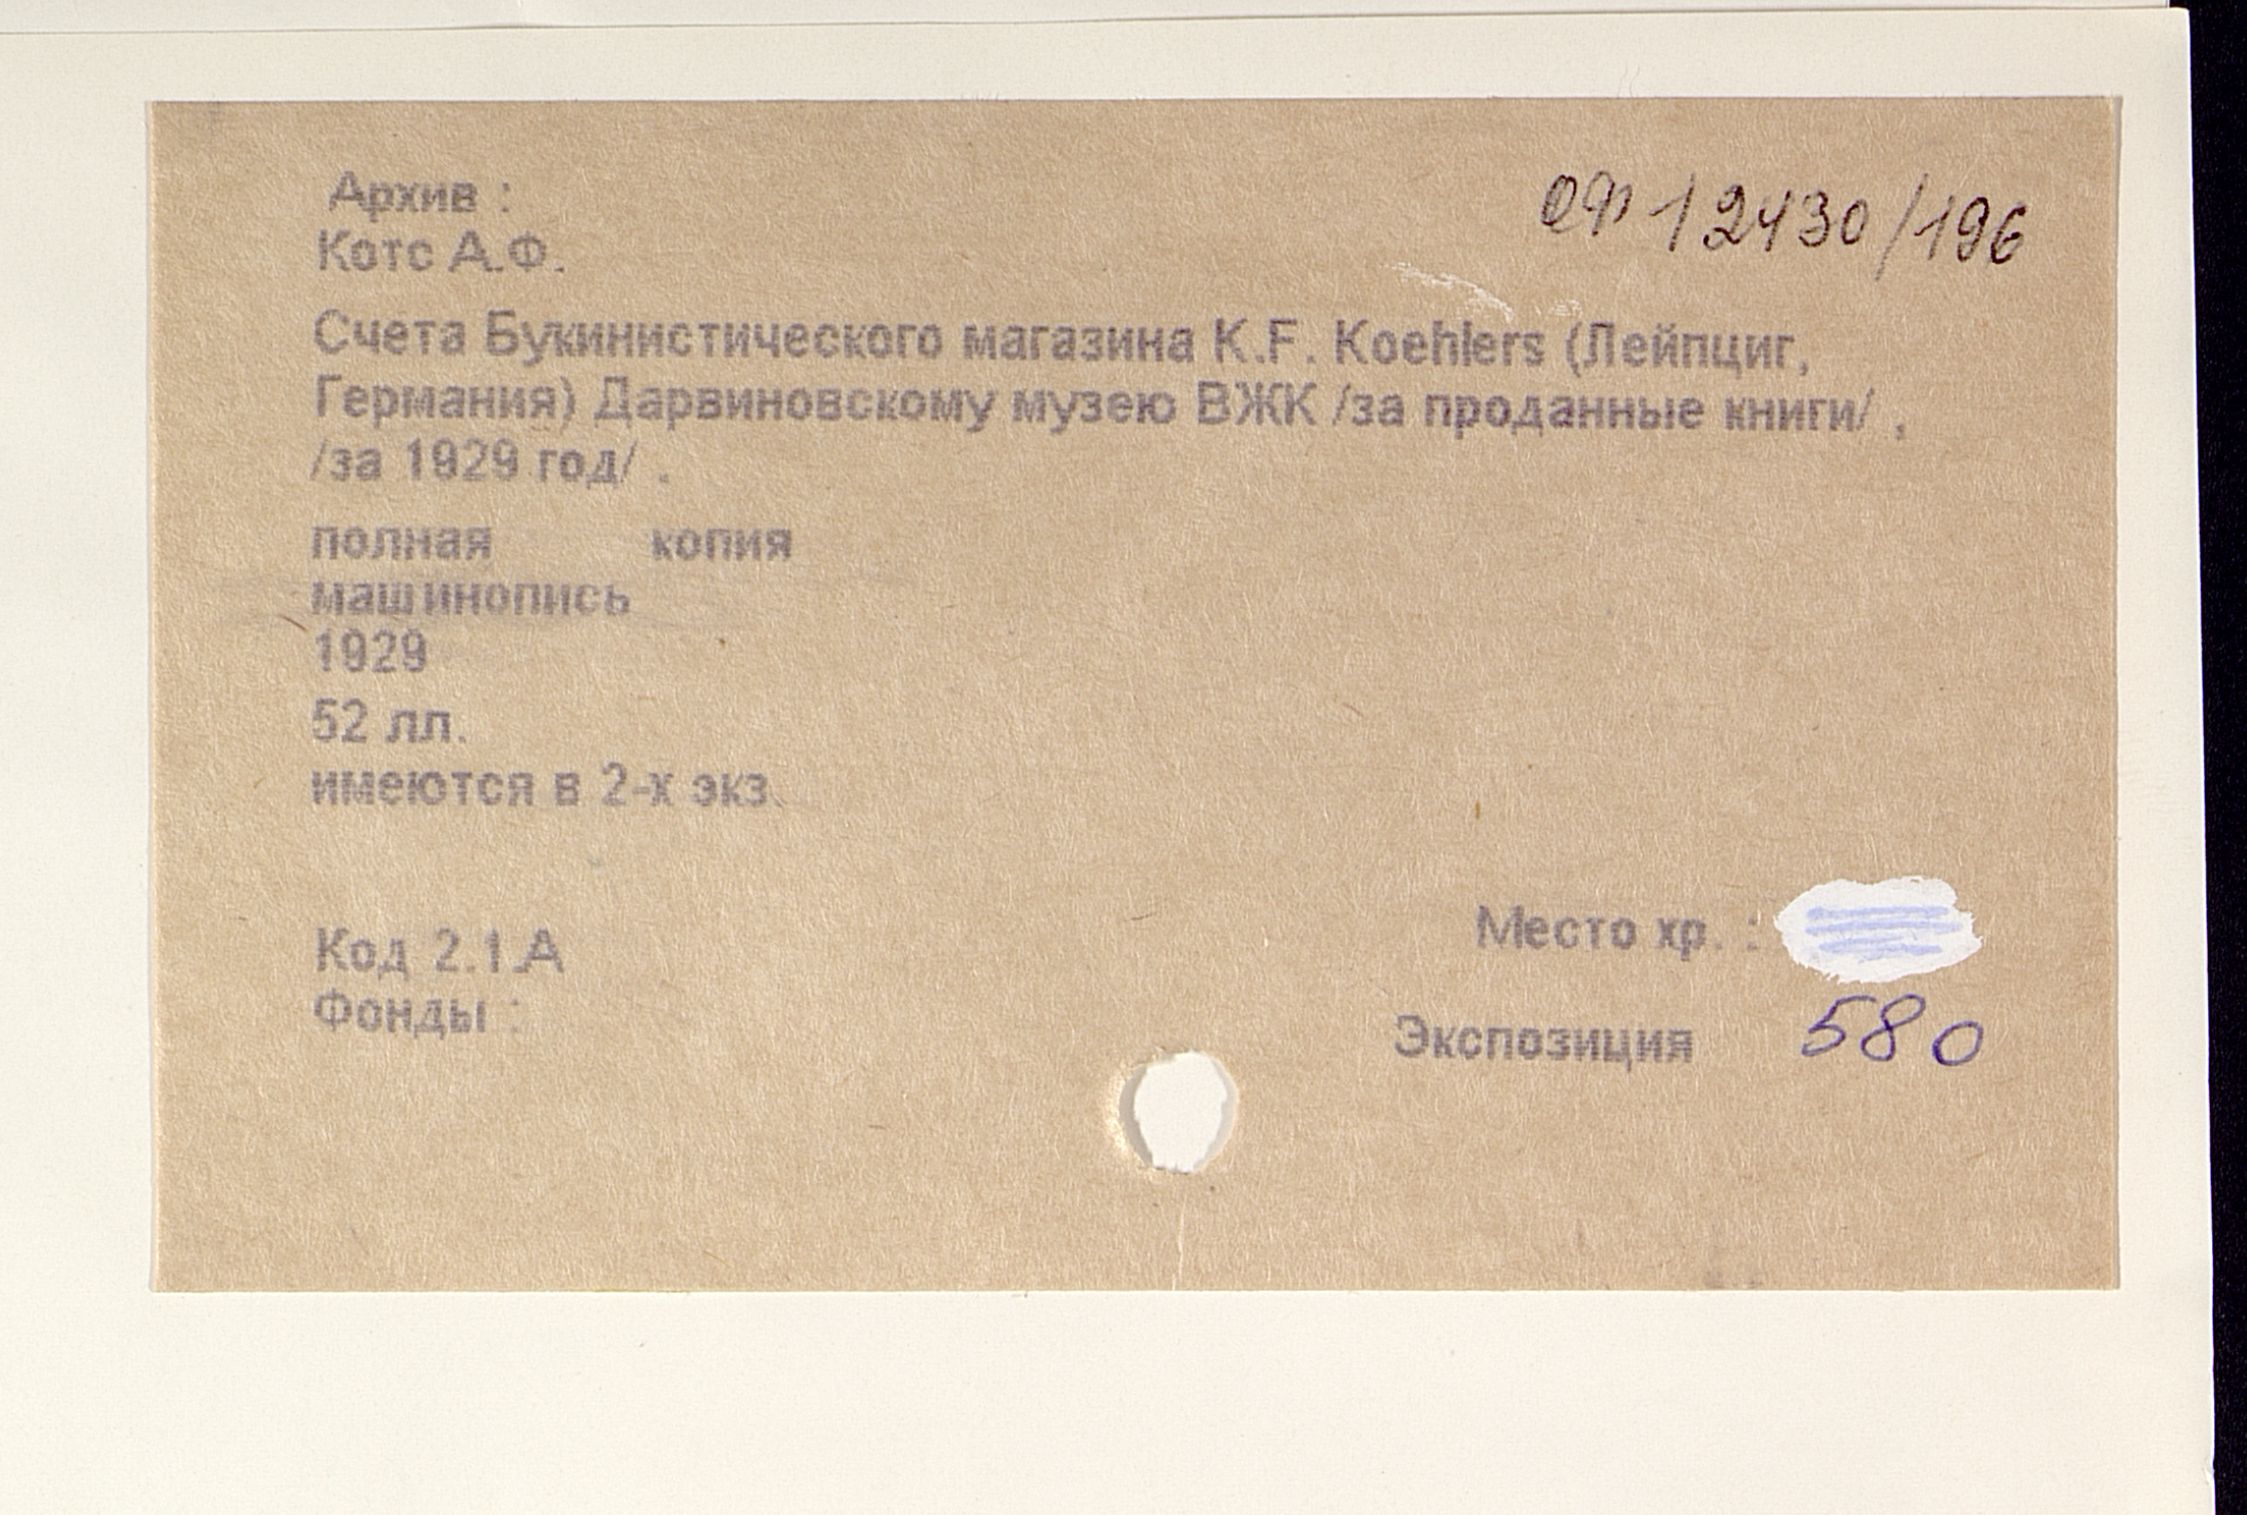 Архив :
ОФ 12430/196
Котс А.Ф.
Счета Букинистического магазина K.F. Koehlers (Лейпциг,
Германия) Дарвиновскому музею ВЖК /за проданные книги/ ,
/за 1929 год/ .
полная копия
машинопись
1929
52 лл.
имеются в 2-х экз.
Место хр. :
Код 2.1.А
Фонды :
Экспозиция 580